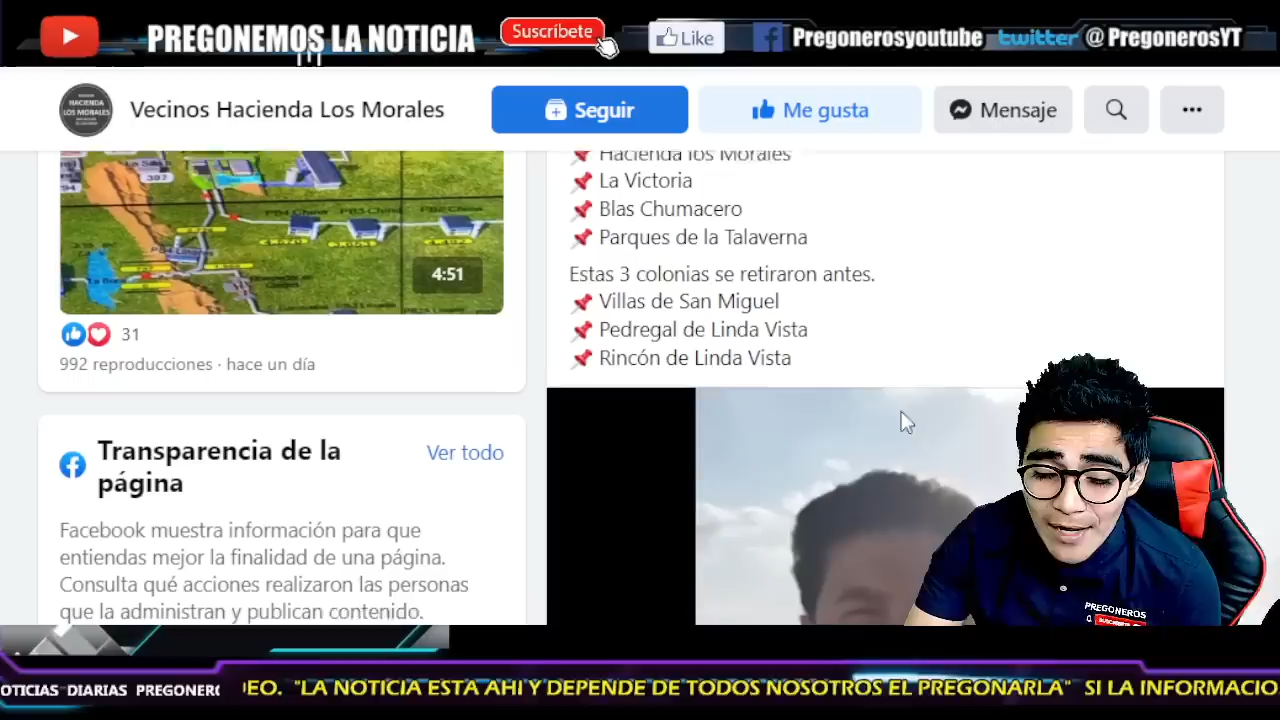 PREGONEMOS LA NOTICIA
Suscríbete
Like
Pregonerosyoutube
twitter @PregonerosYT
HACIENDA
LOS MORALES
Vecinos Hacienda Los Morales
Seguir
Me gusta
Mensaje
4:51
31
992 reproducciones · hace un día
Transparencia de la
página
Ver todo
Facebook muestra información para que
entiendas mejor la finalidad de una página.
Consulta qué acciones realizaron las personas
que la administran y publican contenido.
Hacienda los Morales
La Victoria
Blas Chumacero
Parques de la Talaverna
Estas 3 colonias se retiraron antes.
Villas de San Miguel
Pedregal de Linda Vista
Rincón de Linda Vista
PREGONEROS
OTICIAS DIARIAS PREGONER
EO. "LA NOTICIA ESTA AHI Y DEPENDE DE TODOS NOSOTROS EL PREGONARLA" SI LA INFORMACIO